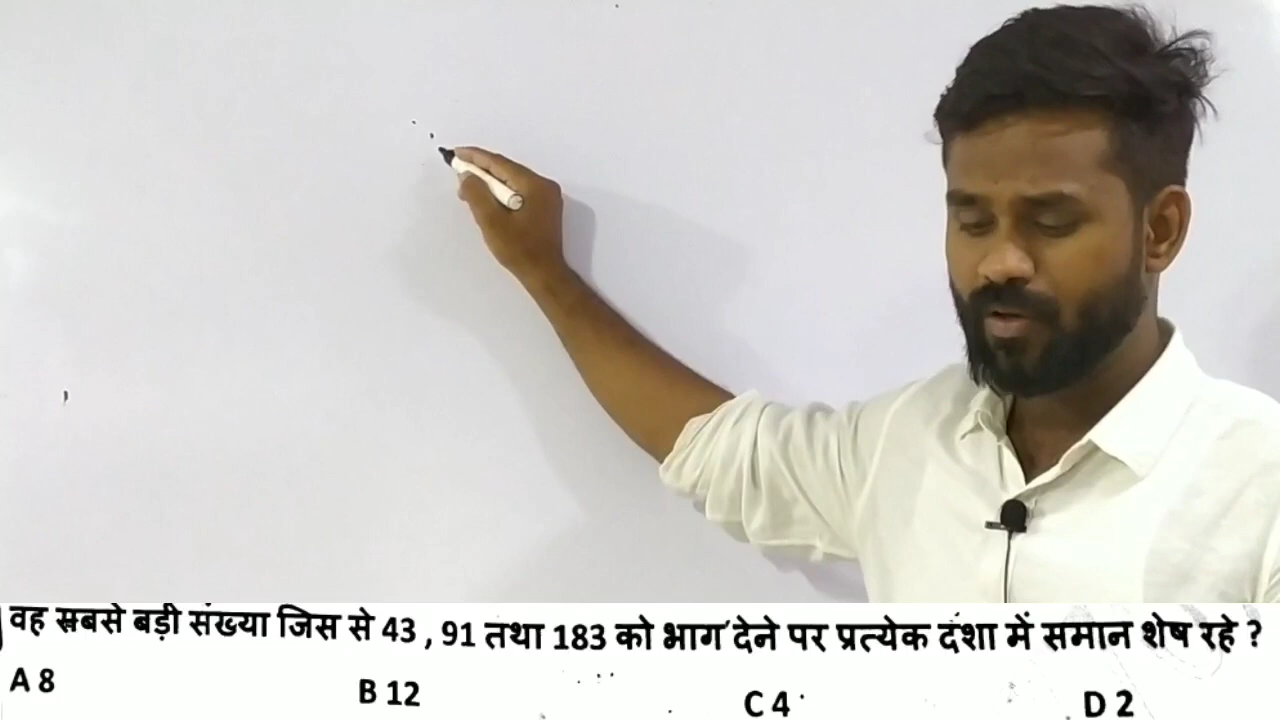 वह सबसे बड़ी संख्या जिस से 43 , 91 तथा 183 को भाग देने पर प्रत्येक दशा में समान शेष रहे ?
A 8 B 12 C 4 D 2